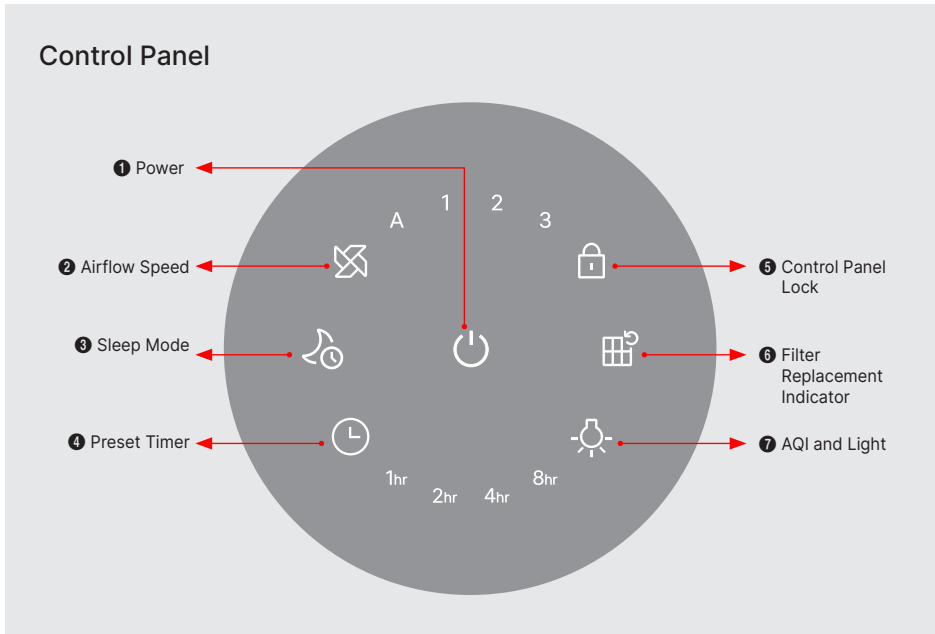 Control Panel
❶ Power
A
1
2
3
❷ Airflow Speed
❸ Sleep Mode
❹ Preset Timer
❺ Control Panel
Lock
❻ Filter
Replacement
Indicator
❼ AQI and Light
1hr
2hr
4hr
8hr